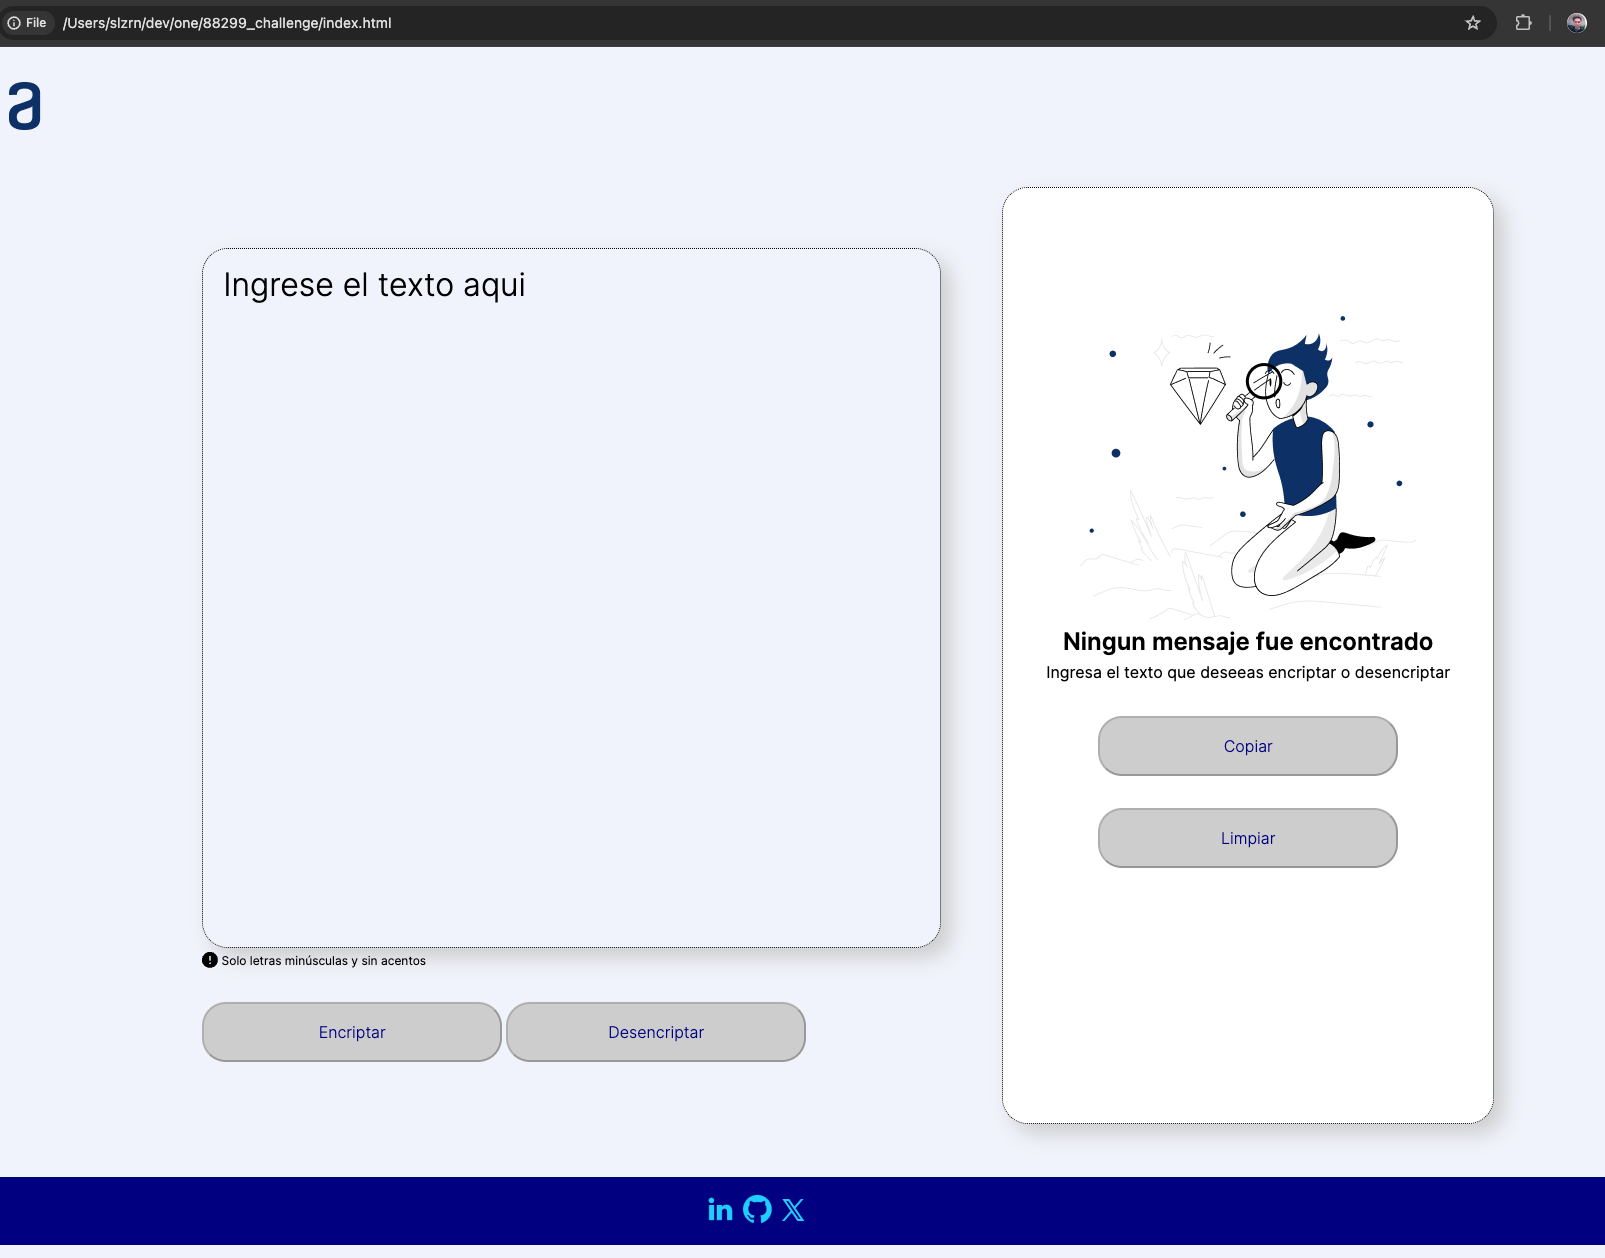 File /Users/slzrn/dev/one/88299_challenge/index.html
a
Ingrese el texto aqui
Solo letras minúsculas y sin acentos
Encriptar Desencriptar
Ningun mensaje fue encontrado
Ingresa el texto que deseeas encriptar o desencriptar
Copiar
Limpiar
in X